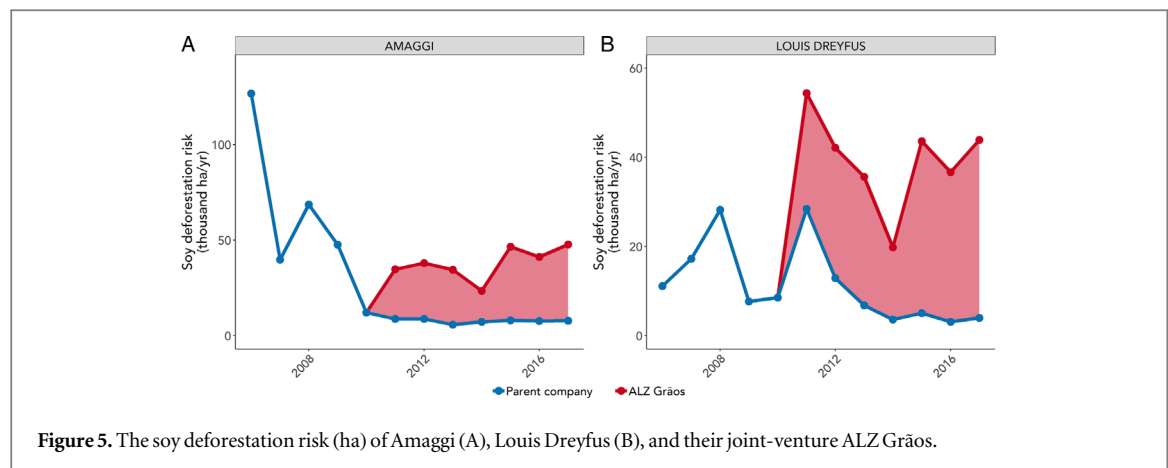 A
AMAGGI
Soy deforestation risk
(thousand ha/yr)
100
50
0
2008
2012
2016
B
LOUIS DREYFUS
Soy deforestation risk
(thousand ha/yr)
60
40
20
0
2008
2012
2016
Parent company
ALZ Grãos
Figure 5. The soy deforestation risk (ha) of Amaggi (A), Louis Dreyfus (B), and their joint-venture ALZ Grãos.